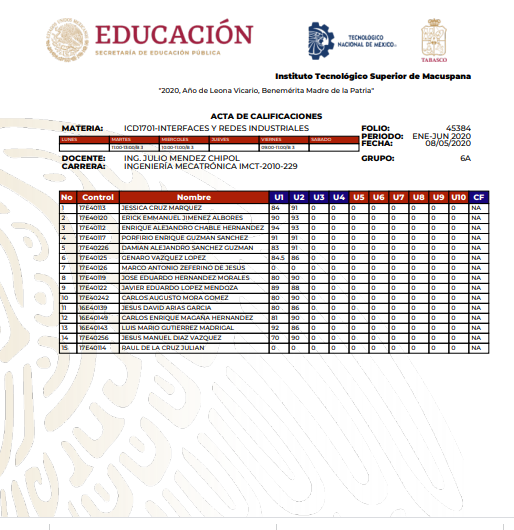 EDUCACIÓN
SECRETARÍA DE EDUCACIÓN PÚBLICA
TECNOLÓGICO
NACIONAL DE MÉXICO
TABASCO
Instituto Tecnológico Superior de Macuspana
"2020, Año de Leona Vicario, Benemérita Madre de la Patria"
ACTA DE CALIFICACIONES
MATERIA: ICD1701-INTERFACES Y REDES INDUSTRIALES FOLIO: 45384
PERIODO: ENE-JUN 2020
FECHA: 08/05/2020
LUNES MARTES MIERCOLES JUEVES VIERNES SABADO
DOCENTE: ING. JULIO MENDEZ CHIPOL GRUPO: 6A
CARRERA: INGENIERÍA MECATRÓNICA IMCT-2010-229
No Control Nombre U1 U2 U3 U4 U5 U6 U7 U8 U9 U10 CF
1 17E40113 JESSICA CRUZ MARQUEZ 84 91 0 0 0 0 0 0 0 0 NA
2 17E40120 ERICK EMMANUEL JIMENEZ ALBORES 90 93 0 0 0 0 0 0 0 0 NA
3 17E40112 ENRIQUE ALEJANDRO CHABLE HERNANDEZ 94 93 0 0 0 0 0 0 0 0 NA
4 17E40117 PORFIRIO ENRIQUE GUZMAN SANCHEZ 91 91 0 0 0 0 0 0 0 0 NA
5 17E40226 DAMIAN ALEJANDRO SANCHEZ GUZMAN 83 91 0 0 0 0 0 0 0 0 NA
6 17E40125 GENARO VAZQUEZ LOPEZ 84.5 86 0 0 0 0 0 0 0 0 NA
7 17E40126 MARCO ANTONIO ZEFERINO DE JESUS 0 0 0 0 0 0 0 0 0 0 NA
8 17E40119 JOSE EDUARDO HERNANDEZ MORALES 80 90 0 0 0 0 0 0 0 0 NA
9 17E40122 JAVIER EDUARDO LOPEZ MENDOZA 89 88 0 0 0 0 0 0 0 0 NA
10 17E40242 CARLOS AUGUSTO MORA GOMEZ 80 90 0 0 0 0 0 0 0 0 NA
11 16E40139 JESUS DAVID ARIAS GARCIA 80 86 0 0 0 0 0 0 0 0 NA
12 16E40149 CARLOS ENRIQUE MAGAÑA HERNANDEZ 81 90 0 0 0 0 0 0 0 0 NA
13 16E40143 LUIS MARIO GUTIERREZ MADRIGAL 92 86 0 0 0 0 0 0 0 0 NA
14 17E40256 JESUS MANUEL DIAZ VAZQUEZ 70 90 0 0 0 0 0 0 0 0 NA
15 17E40114 RAUL DE LA CRUZ JULIAN 0 0 0 0 0 0 0 0 0 0 NA